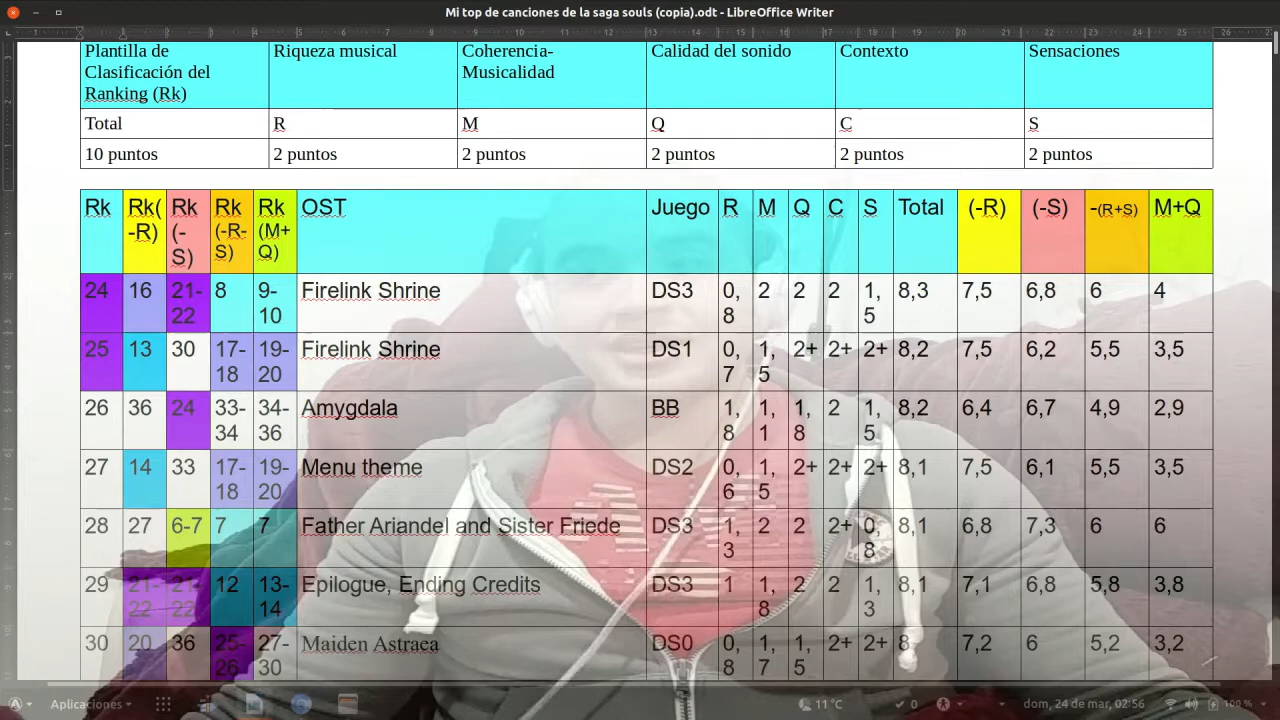 Mi top de canciones de la saga souls (copia).odt - LibreOffice Writer
Plantilla de Clasificación del Ranking (Rk) Riqueza musical Coherencia-Musicalidad Calidad del sonido Contexto Sensaciones
Total R M Q C S
10 puntos 2 puntos 2 puntos 2 puntos 2 puntos 2 puntos
Rk Rk(-R) Rk (-S) Rk (-R-S) Rk (M+Q) OST Juego R M Q C S Total (-R) (-S) -(R+S) M+Q
24 16 21-22 8 9-10 Firelink Shrine DS3 0,8 2 2 2 1,5 8,3 7,5 6,8 6 4
25 13 30 17-18 19-20 Firelink Shrine DS1 0,7 1,5 2+ 2+ 2+ 8,2 7,5 6,2 5,5 3,5
26 36 24 33-34 34-36 Amygdala BB 1,8 1,1 1,8 2 1,5 8,2 6,4 6,7 4,9 2,9
27 14 33 17-18 19-20 Menu theme DS2 0,6 1,5 2+ 2+ 2+ 8,1 7,5 6,1 5,5 3,5
28 27 6-7 7 7 Father Ariandel and Sister Friede DS3 1,3 2 2 2+ 0,8 8,1 6,8 7,3 6 6
29 21-22 21-22 12 13-14 Epilogue, Ending Credits DS3 1 1,8 2 2 1,3 8,1 7,1 6,8 5,8 3,8
30 20 36 25-26 27-30 Maiden Astraea DS0 0,8 1,7 1,5 2+ 2+ 8 7,2 6 5,2 3,2
Aplicaciones 11°C 0 dom, 24 de mar, 02:56 100 %